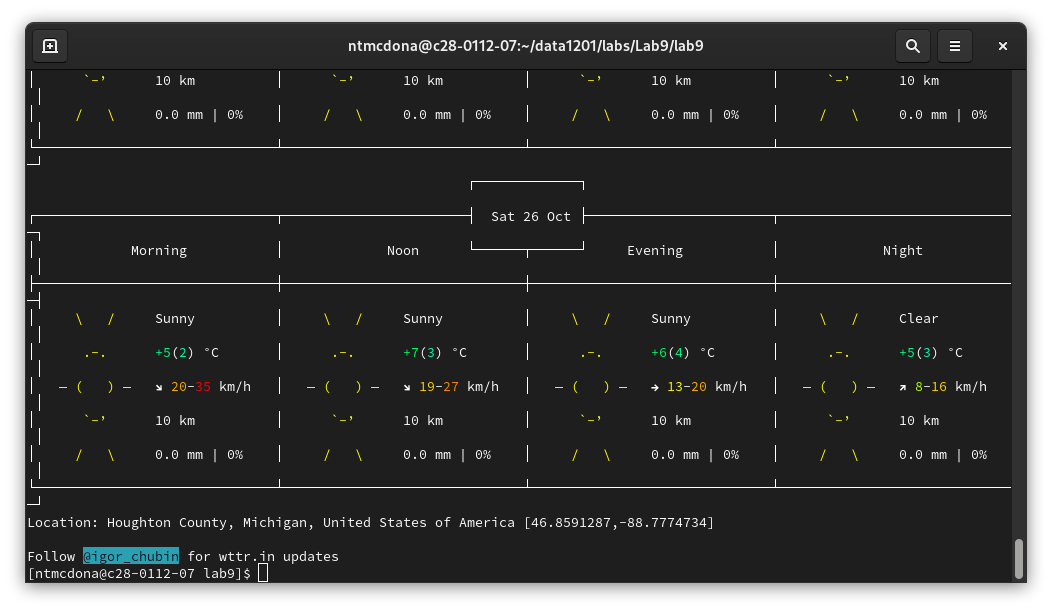 ntmcdona@c28-0112-07:~/data1201/labs/Lab9/lab9
│      `-’      10 km          │      `-’      10 km          │      `-’      10 km          │      `-’      10 km
│     /   \     0.0 mm | 0%    │     /   \     0.0 mm | 0%    │     /   \     0.0 mm | 0%    │     /   \     0.0 mm | 0%
Sat 26 Oct
│            Morning           │             Noon      └──────┬──────┘     Evening           │             Night
│     \   /     Sunny          │     \   /     Sunny          │     \   /     Sunny          │     \   /     Clear
│      .-.      +5(2) °C       │      .-.      +7(3) °C       │      .-.      +6(4) °C       │      .-.      +5(3) °C
│   ― (   ) ―   ↘ 20-35 km/h   │   ― (   ) ―   ↘ 19-27 km/h   │   ― (   ) ―   → 13-20 km/h   │   ― (   ) ―   ↗ 8-16 km/h
│      `-’      10 km          │      `-’      10 km          │      `-’      10 km          │      `-’      10 km
│     /   \     0.0 mm | 0%    │     /   \     0.0 mm | 0%    │     /   \     0.0 mm | 0%    │     /   \     0.0 mm | 0%
Location: Houghton County, Michigan, United States of America [46.8591287,-88.7774734]
Follow @igor_chubin for wttr.in updates
[ntmcdona@c28-0112-07 lab9]$